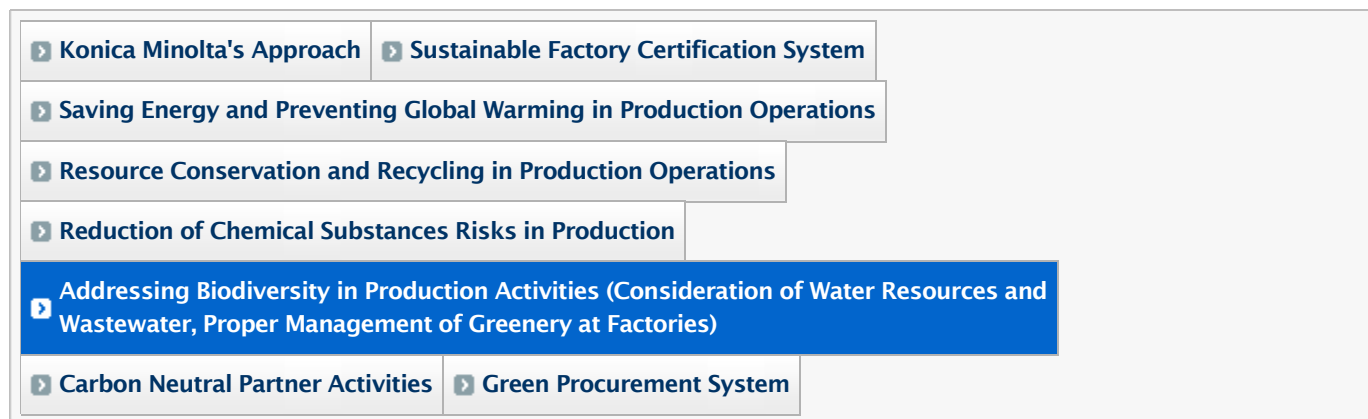 Konica Minolta's Approach
Sustainable Factory Certification System
Saving Energy and Preventing Global Warming in Production Operations
Resource Conservation and Recycling in Production Operations
Reduction of Chemical Substances Risks in Production
Addressing Biodiversity in Production Activities (Consideration of Water Resources and
Wastewater, Proper Management of Greenery at Factories)
Carbon Neutral Partner Activities
Green Procurement System